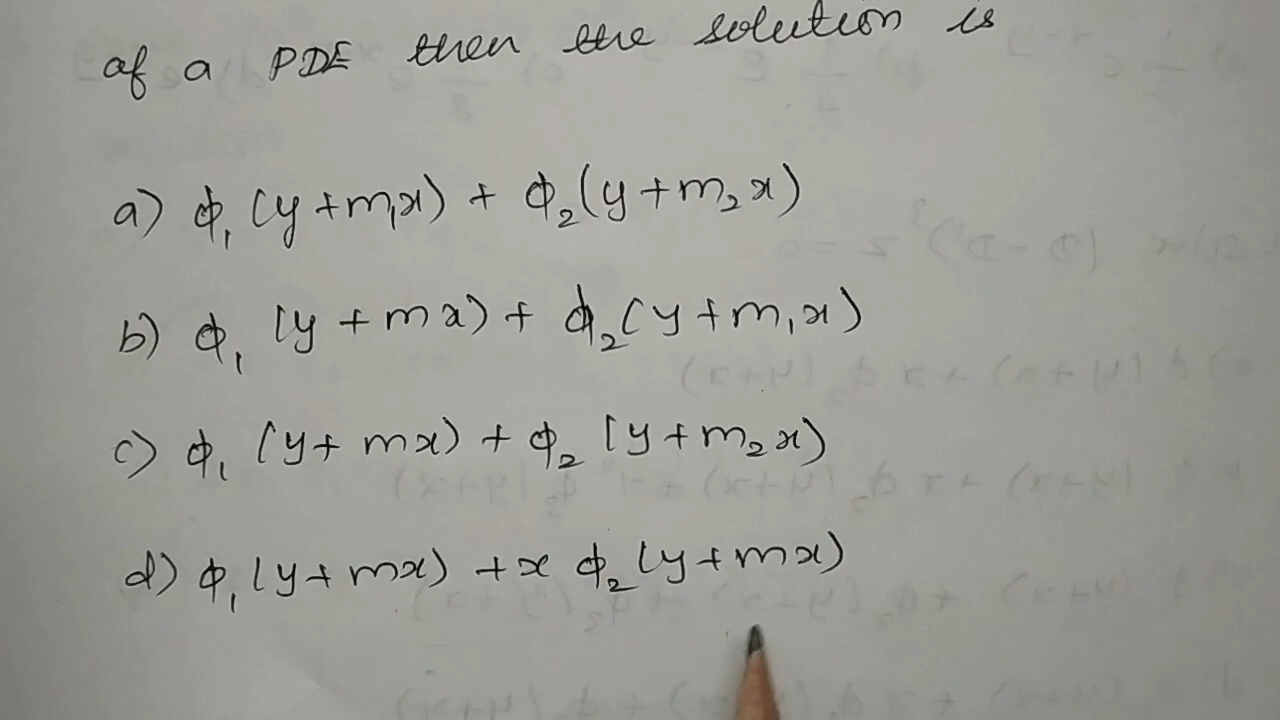 of a PDE then the solution is
a) ϕ₁ (y+m₁x) + ϕ₂(y+m₂x)
b) ϕ₁ (y+mx) + ϕ₂(y+m₁x)
c) ϕ₁ (y+mx) + ϕ₂ (y+m₂x)
d) ϕ₁(y+mx) +x ϕ₂(y+mx)